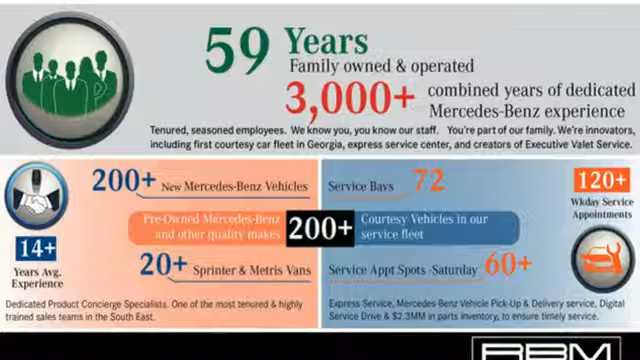 59 Years
Family owned & operated
3,000+ combined years of dedicated
Mercedes-Benz experience
Tenured, seasoned employees. We know you, you know our staff. You're part of our family. We're innovators,
including first courtesy car fleet in Georgia, express service center, and creators of Executive Valet Service.
200+ New Mercedes-Benz Vehicles
Pre-Owned Mercedes-Benz
and other quality makes
200+
20+ Sprinter & Metris Vans
14+
Years Avg.
Experience
Dedicated Product Concierge Specialists. One of the most tenured & highly
trained sales teams in the South East.
Service Bays 72
Courtesy Vehicles in our
service fleet
Service Appt Spots -Saturday 60+
120+
Wkday Service
Appointments
Express Service, Mercedes-Benz Vehicle Pick-Up & Delivery service, Digital
Service Drive & $2.3MM in parts inventory, to ensure timely service.
RBM